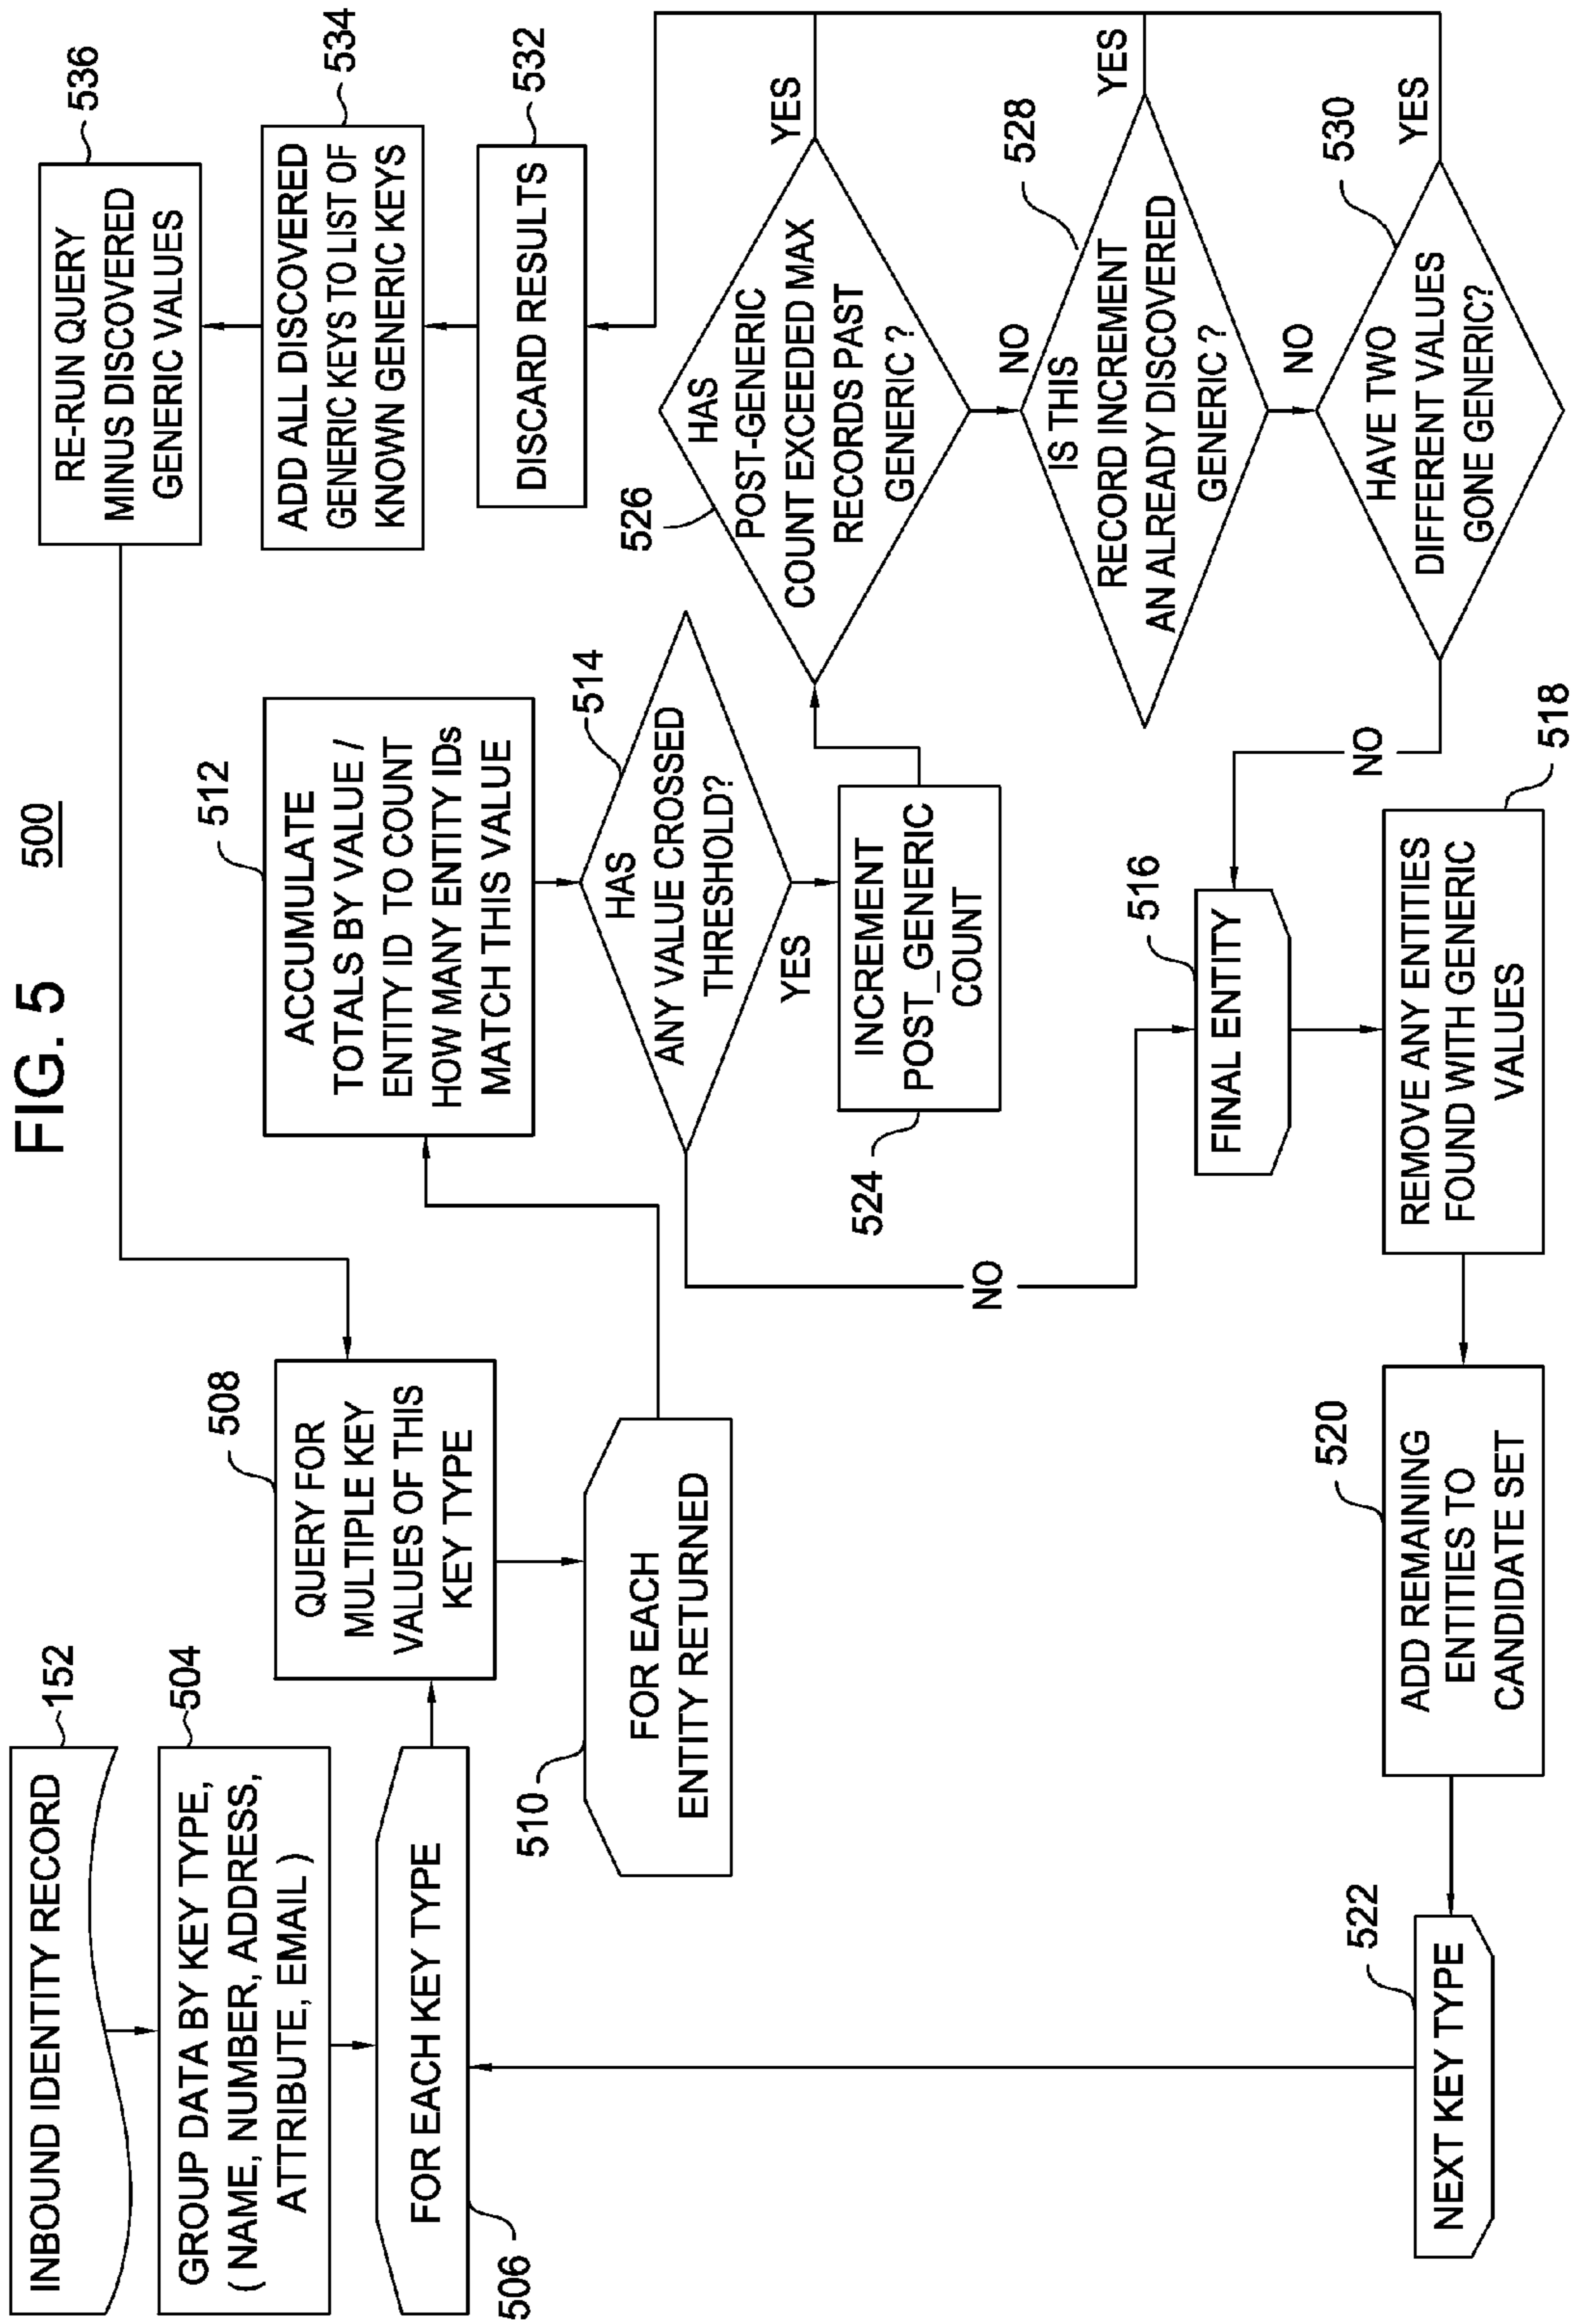 FIG. 5
500
INBOUND IDENTITY RECORD
152
GROUP DATA BY KEY TYPE,
( NAME, NUMBER, ADDRESS,
ATTRIBUTE, EMAIL )
504
FOR EACH KEY TYPE
506
QUERY FOR
MULTIPLE KEY
VALUES OF THIS
KEY TYPE
508
FOR EACH
ENTITY RETURNED
510
ACCUMULATE
TOTALS BY VALUE /
ENTITY ID TO COUNT
HOW MANY ENTITY IDs
MATCH THIS VALUE
512
HAS
ANY VALUE CROSSED
THRESHOLD?
514
YES
NO
INCREMENT
POST_GENERIC
COUNT
524
HAS
POST-GENERIC
COUNT EXCEEDED MAX
RECORDS PAST
GENERIC ?
526
YES
NO
IS THIS
RECORD INCREMENT
AN ALREADY DISCOVERED
GENERIC ?
528
YES
NO
HAVE TWO
DIFFERENT VALUES
GONE GENERIC?
530
YES
NO
DISCARD RESULTS
532
ADD ALL DISCOVERED
GENERIC KEYS TO LIST OF
KNOWN GENERIC KEYS
534
RE-RUN QUERY
MINUS DISCOVERED
GENERIC VALUES
536
FINAL ENTITY
516
REMOVE ANY ENTITIES
FOUND WITH GENERIC
VALUES
518
ADD REMAINING
ENTITIES TO
CANDIDATE SET
520
NEXT KEY TYPE
522